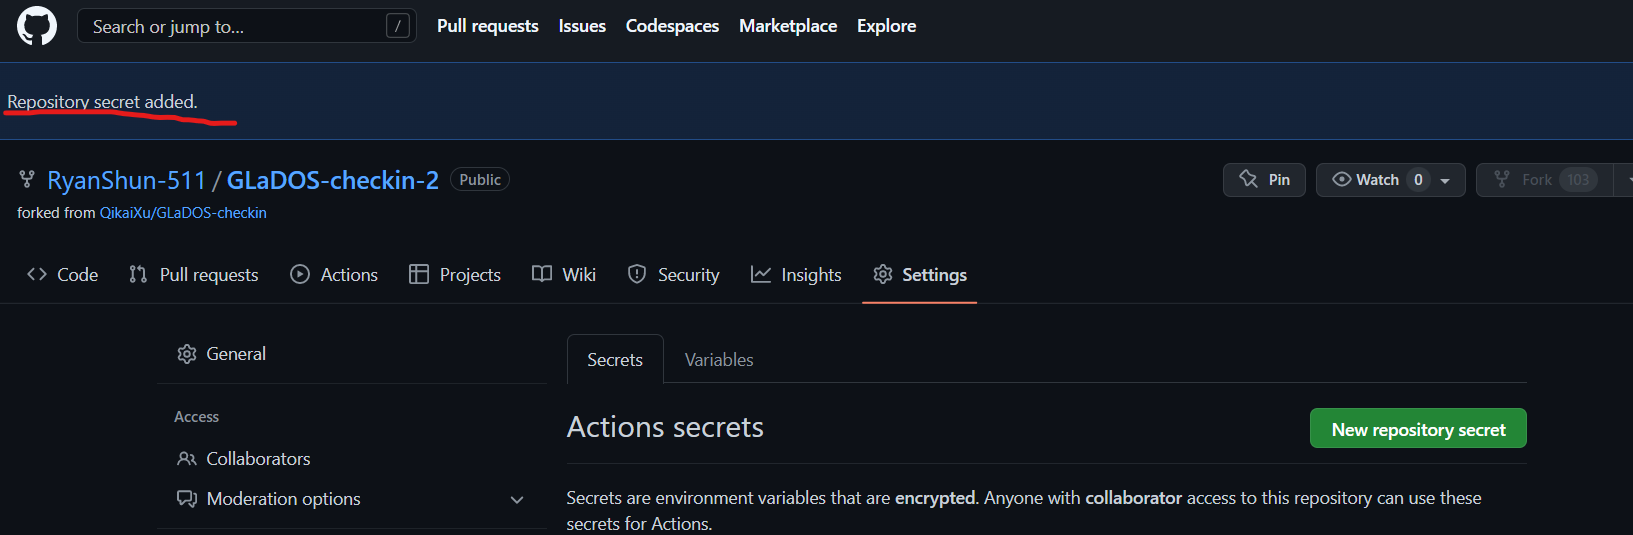 Search or jump to... /
Pull requests Issues Codespaces Marketplace Explore
Repository secret added.
RyanShun-511 / GLaDOS-checkin-2 Public
Pin Watch 0 Fork 103
forked from QikaiXu/GLaDOS-checkin
Code Pull requests Actions Projects Wiki Security Insights Settings
General
Access
Collaborators
Moderation options
Secrets Variables
Actions secrets
New repository secret
Secrets are environment variables that are encrypted. Anyone with collaborator access to this repository can use these
secrets for Actions.